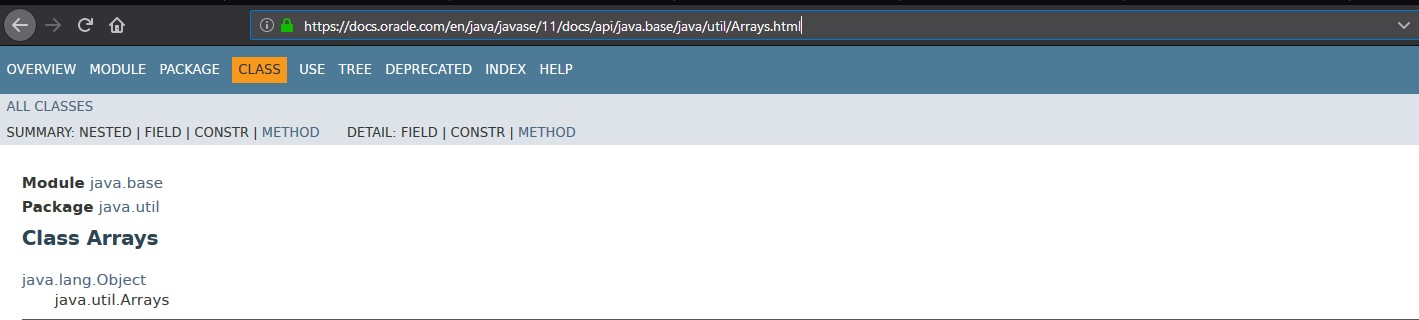 https://docs.oracle.com/en/java/javase/11/docs/api/java.base/java/util/Arrays.html
OVERVIEW MODULE PACKAGE CLASS USE TREE DEPRECATED INDEX HELP
ALL CLASSES
SUMMARY: NESTED | FIELD | CONSTR | METHOD DETAIL: FIELD | CONSTR | METHOD
Module java.base
Package java.util
Class Arrays
java.lang.Object
java.util.Arrays